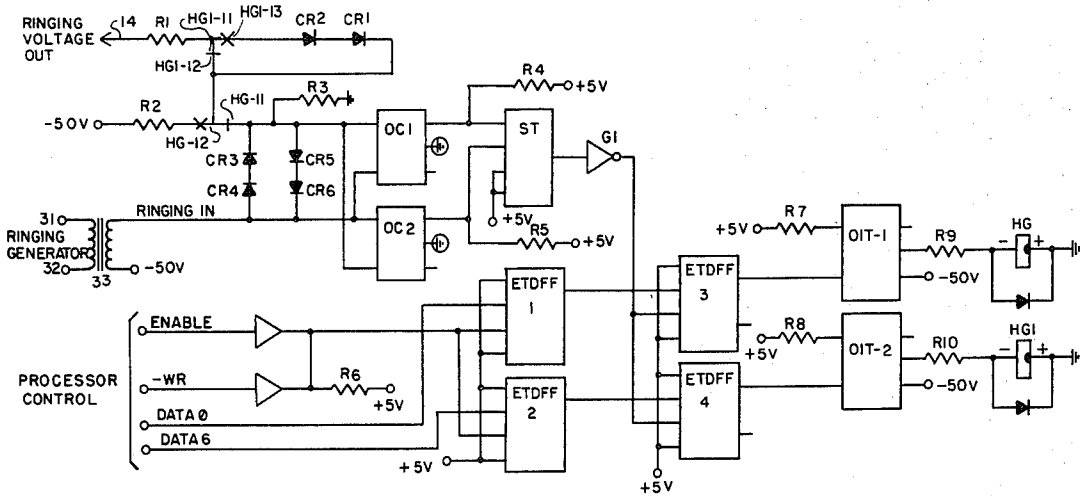 RINGING
VOLTAGE
OUT
14
R1
HG1-11
HG1-13
CR2
CR1
HG1-12
R3
R4
+5V
-50V
R2
HG-11
HG-12
OC1
ST
G1
CR3
CR5
CR4
CR6
31
RINGING IN
RINGING
GENERATOR
32
33
-50V
OC2
+5V
R5
+5V
R7
+5V
OIT-1
R9
-50V
HG
- +
ETDFF
1
ETDFF
3
R8
+5V
OIT-2
R10
-50V
HG1
- +
PROCESSOR
CONTROL
ENABLE
-WR
R6
+5V
DATA 0
DATA 6
ETDFF
2
ETDFF
4
+5V
+5V